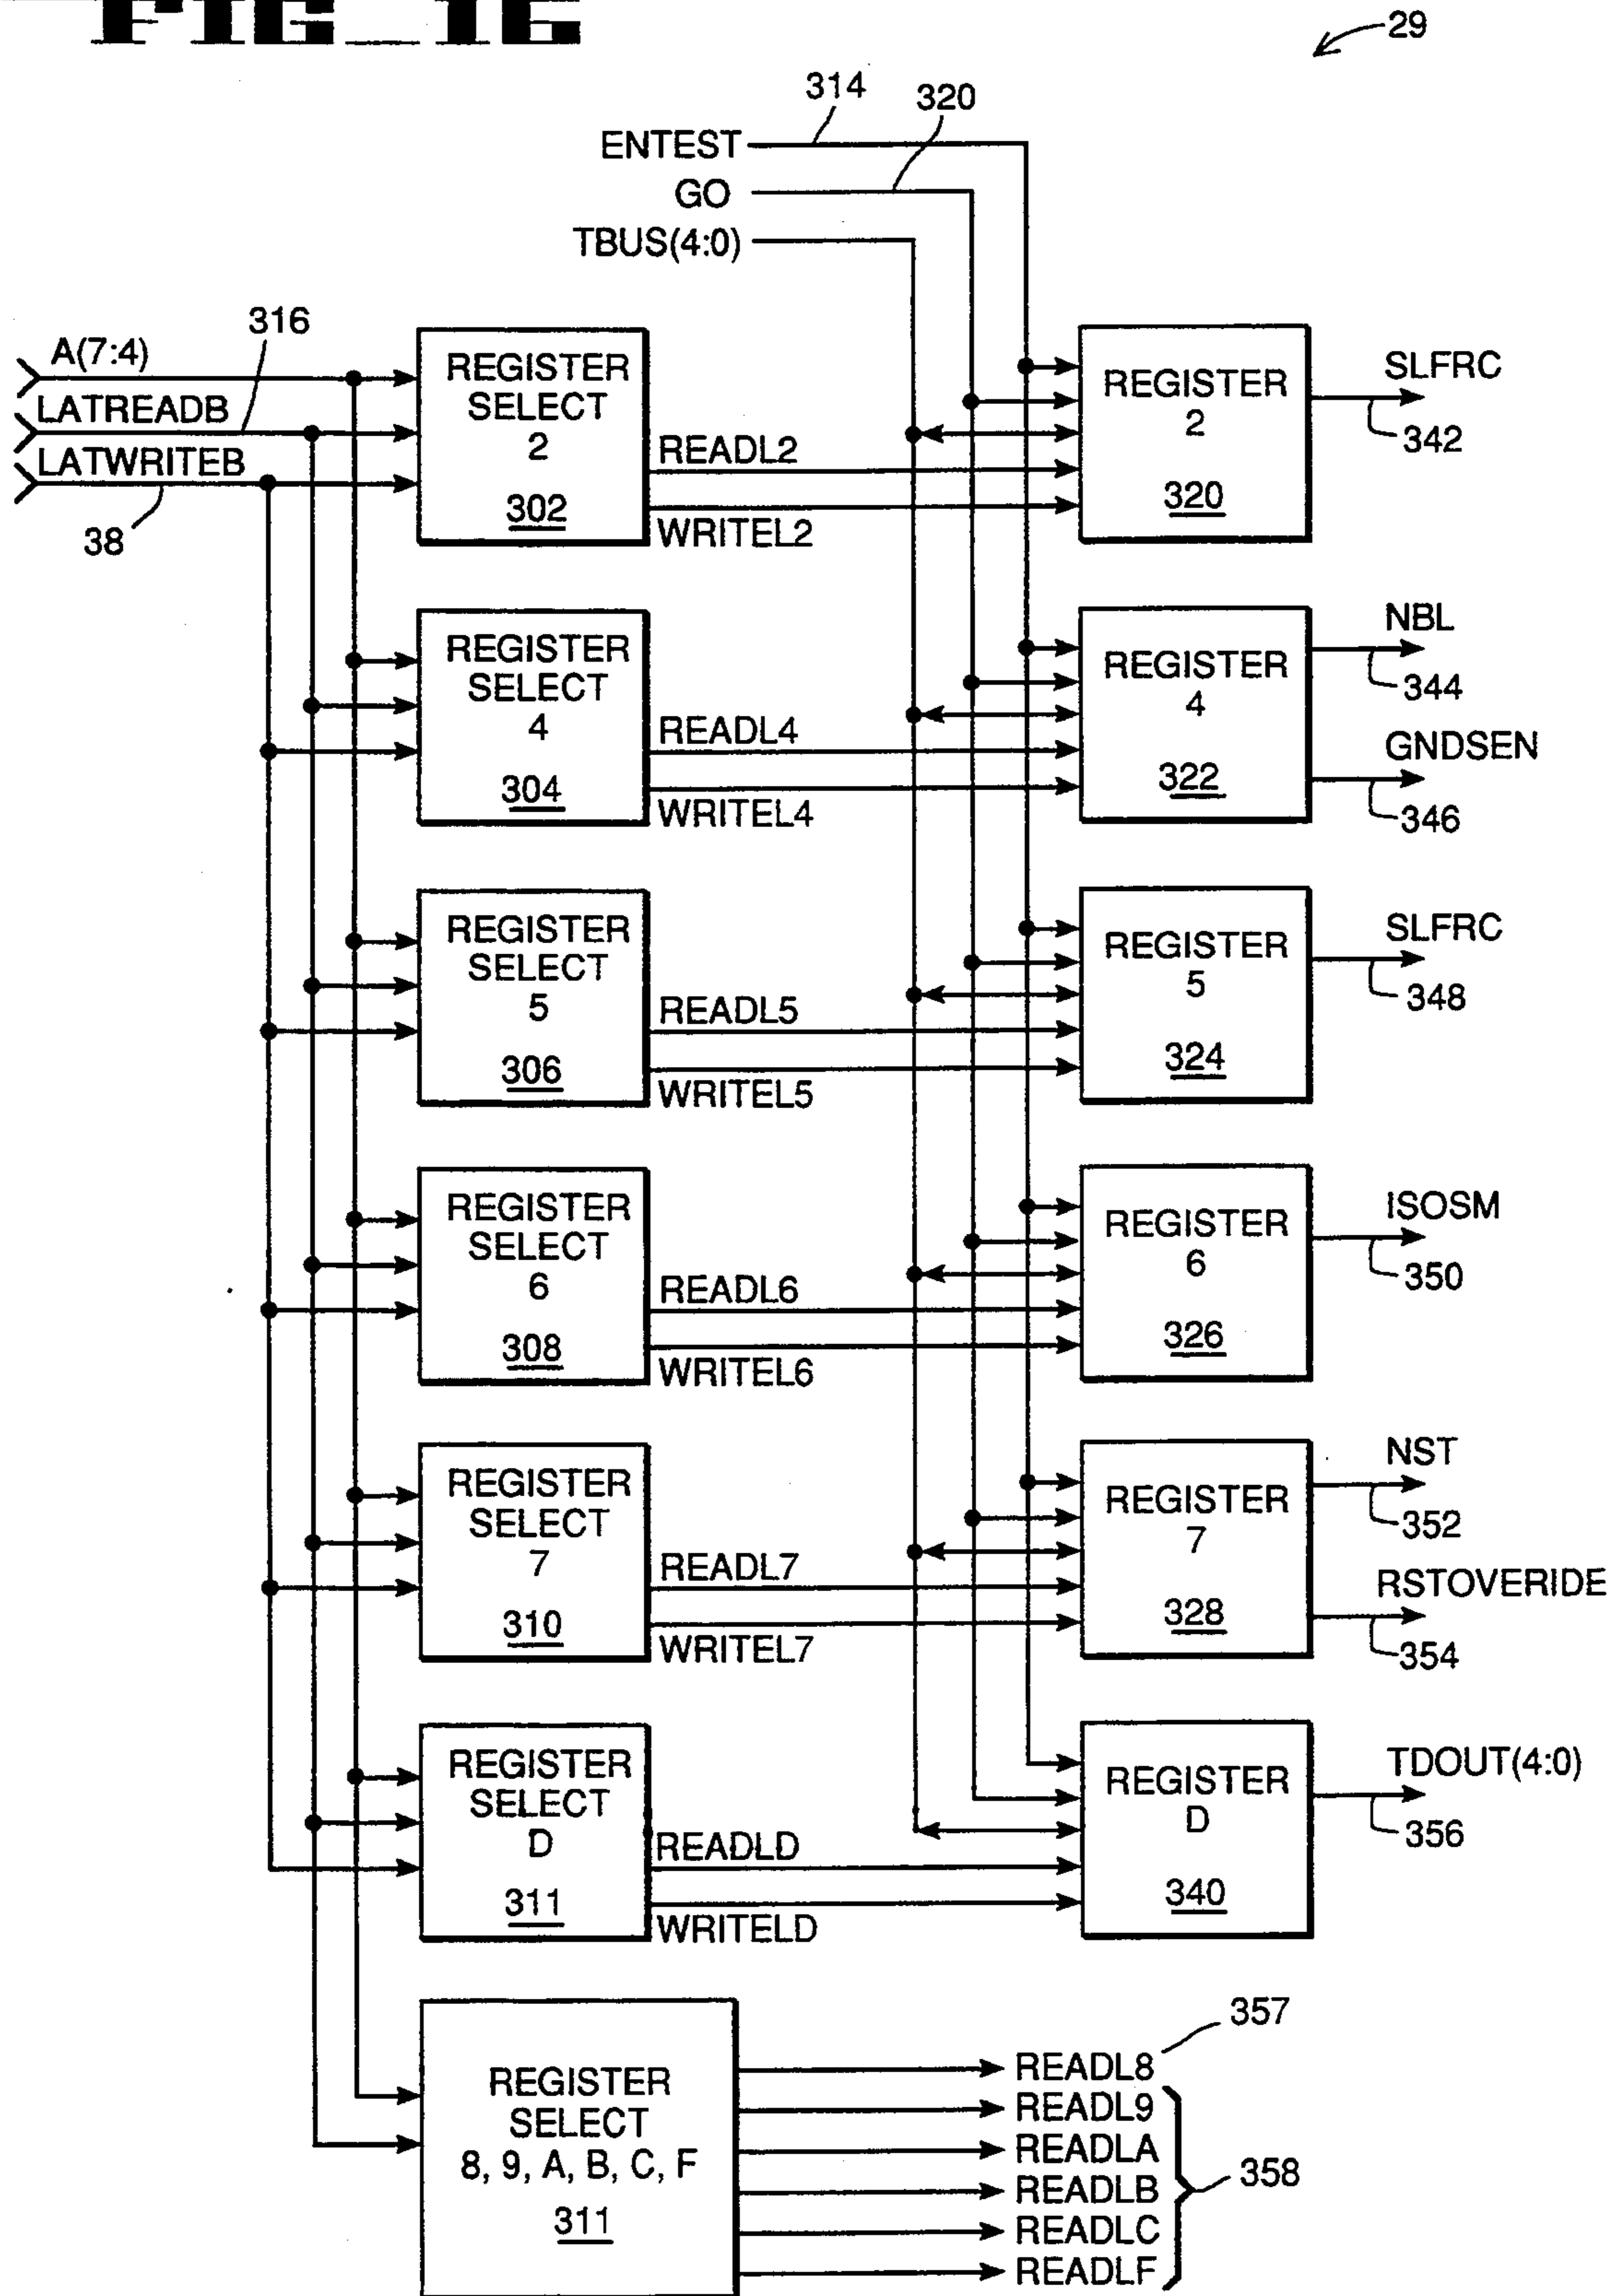 FIG_16
29
314
320
ENTEST
GO
TBUS(4:0)
316
A(7:4)
LATREADB
LATWRITEB
38
REGISTER
SELECT
2
302
READL2
WRITEL2
REGISTER
2
320
SLFRC
342
REGISTER
SELECT
4
304
READL4
WRITEL4
REGISTER
4
322
NBL
344
GNDSEN
346
REGISTER
SELECT
5
306
READL5
WRITEL5
REGISTER
5
324
SLFRC
348
REGISTER
SELECT
6
308
READL6
WRITEL6
REGISTER
6
326
ISOSM
350
REGISTER
SELECT
7
310
READL7
WRITEL7
REGISTER
7
328
NST
352
RSTOVERIDE
354
REGISTER
SELECT
D
311
READLD
WRITELD
REGISTER
D
340
TDOUT(4:0)
356
REGISTER
SELECT
8, 9, A, B, C, F
311
357
READL8
READL9
READLA
READLB
READLC
READLF
358